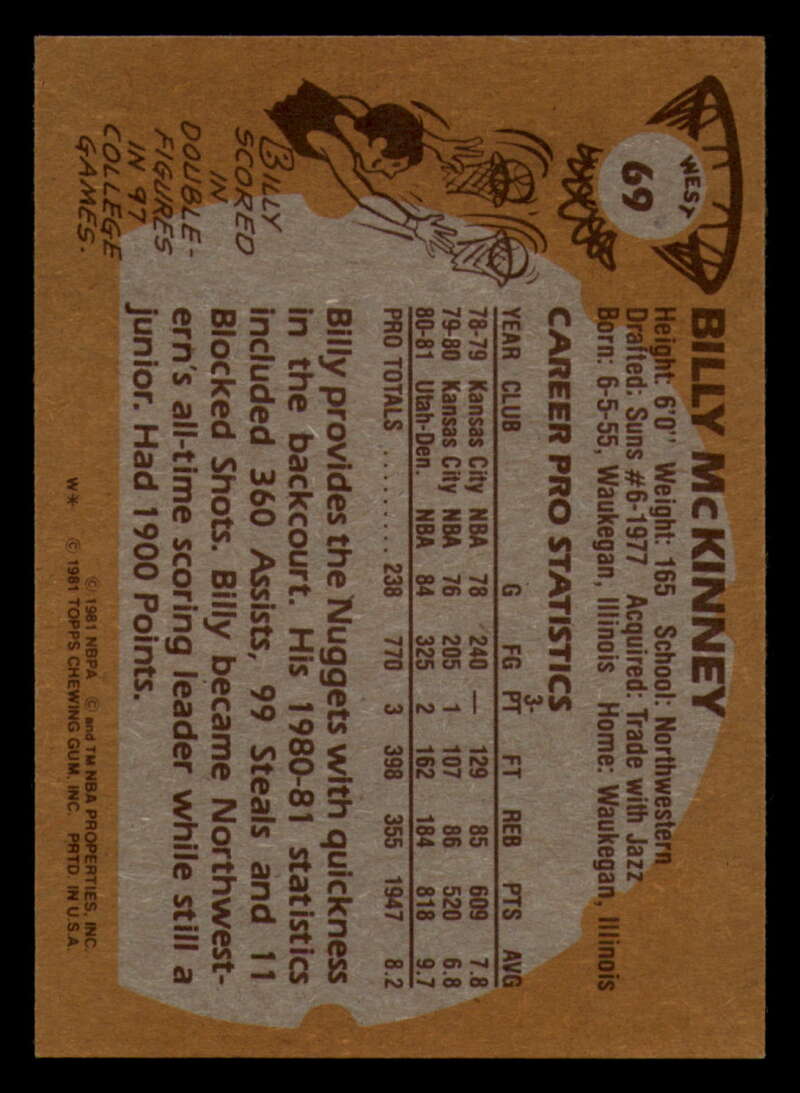 WEST
69
BILLY McKINNEY
Height: 6'0" Weight: 165 School: Northwestern
Drafted: Suns #6-1977 Acquired: Trade with Jazz
Born: 6-5-55, Waukegan, Illinois Home: Waukegan, Illinois
CAREER PRO STATISTICS
YEAR CLUB G FG 3-PT FT REB PTS AVG
78-79 Kansas City NBA 78 240 — 129 85 609 7.8
79-80 Kansas City NBA 76 205 1 107 86 520 6.8
80-81 Utah-Den. NBA 84 325 2 162 184 818 9.7
PRO TOTALS .......... 238 770 3 398 355 1947 8.2
BILLY
SCORED
IN
DOUBLE-
FIGURES
IN 97
COLLEGE
GAMES.
Billy provides the Nuggets with quickness
in the backcourt. His 1980-81 statistics
included 360 Assists, 99 Steals and 11
Blocked Shots. Billy became Northwest-
ern's all-time scoring leader while still a
junior. Had 1900 Points.
© 1981 NBPA © and TM NBA PROPERTIES, INC.
W* © 1981 TOPPS CHEWING GUM, INC. PRTD. IN U.S.A.